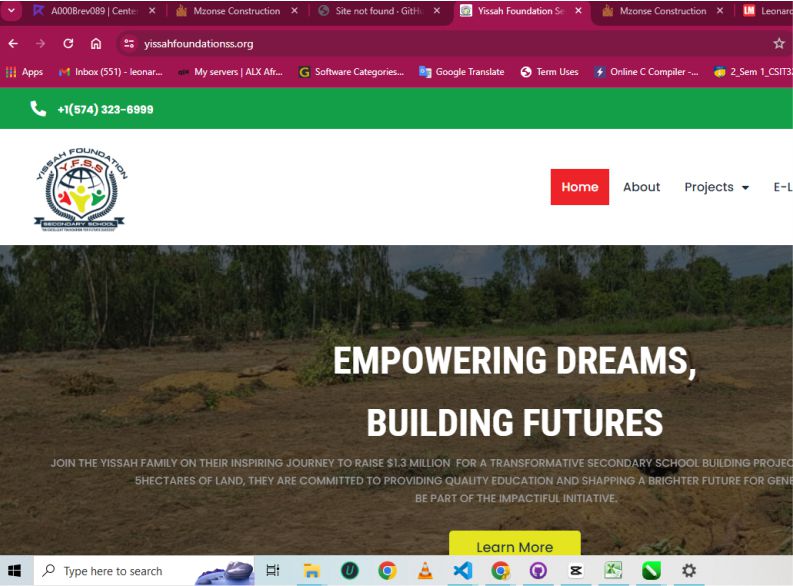 A000Brev089 | Cente
Mzonse Construction
Site not found · GitHu
Yissah Foundation Se
Mzonse Construction
Leonard
yissahfoundationss.org
Apps
Inbox (551) - leonar...
My servers | ALX Afr...
Software Categories...
Google Translate
Term Uses
Online C Compiler -...
2_Sem 1_CSIT3
+1(574) 323-6999
YISSAH FOUNDATION
Y.F.S.S
SECONDARY SCHOOL
Home
About
Projects
E-L
EMPOWERING DREAMS,
BUILDING FUTURES
JOIN THE YISSAH FAMILY ON THEIR INSPIRING JOURNEY TO RAISE $1.3 MILLION FOR A TRANSFORMATIVE SECONDARY SCHOOL BUILDING PROJEC
5HECTARES OF LAND, THEY ARE COMMITTED TO PROVIDING QUALITY EDUCATION AND SHAPPING A BRIGHTER FUTURE FOR GENE
BE PART OF THE IMPACTIFUL INITIATIVE.
Learn More
Type here to search